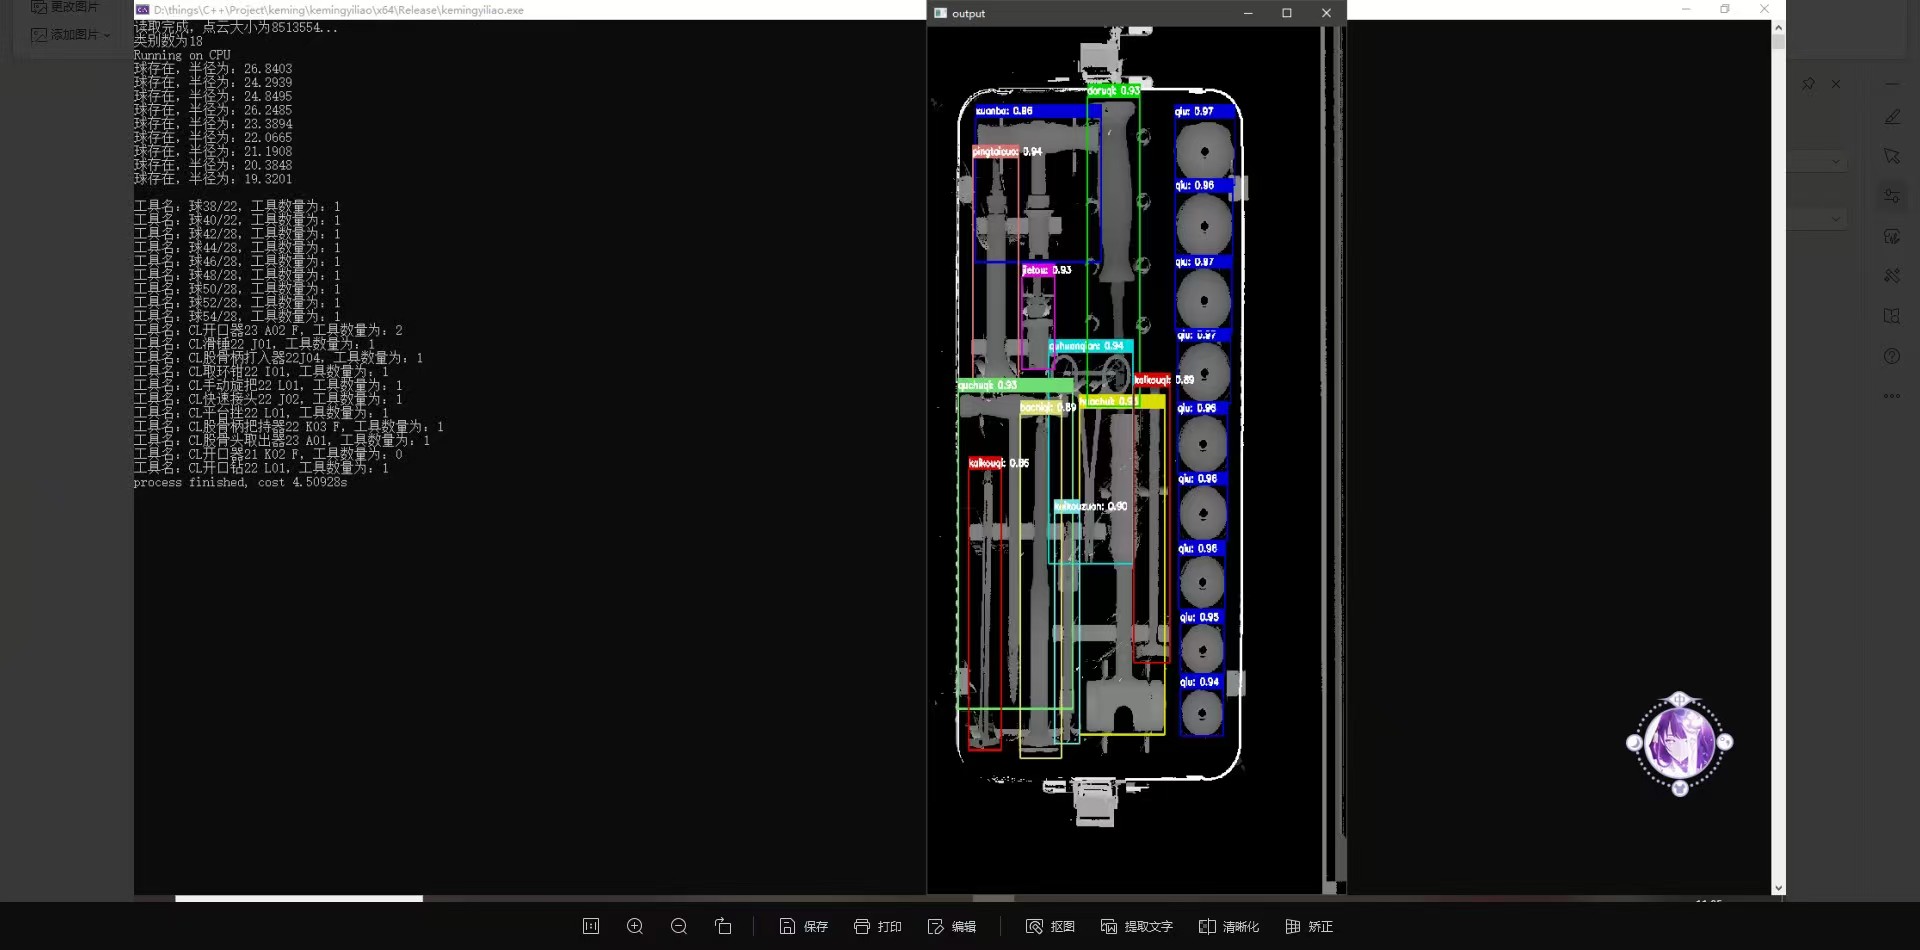 更改图片
添加图片
D:\things\C++\Project\keming\kemingyiliao\x64\Release\kemingyiliao.exe
读取完成, 点云大小为8513554...
类别数为18
Running on CPU
球存在, 半径为: 26.8403
球存在, 半径为: 24.2939
球存在, 半径为: 24.8495
球存在, 半径为: 26.2485
球存在, 半径为: 23.3894
球存在, 半径为: 22.0665
球存在, 半径为: 21.1908
球存在, 半径为: 20.3848
球存在, 半径为: 19.3201
工具名: 球38/22, 工具数量为: 1
工具名: 球40/22, 工具数量为: 1
工具名: 球42/28, 工具数量为: 1
工具名: 球44/28, 工具数量为: 1
工具名: 球46/28, 工具数量为: 1
工具名: 球48/28, 工具数量为: 1
工具名: 球50/28, 工具数量为: 1
工具名: 球52/28, 工具数量为: 1
工具名: 球54/28, 工具数量为: 1
工具名: CL开口器23 A02 F, 工具数量为: 2
工具名: CL滑锤22 J01, 工具数量为: 1
工具名: CL股骨柄打入器22J04, 工具数量为: 1
工具名: CL取环钳22 I01, 工具数量为: 1
工具名: CL手动旋把22 L01, 工具数量为: 1
工具名: CL快速接头22 J02, 工具数量为: 1
工具名: CL平台挫22 L01, 工具数量为: 1
工具名: CL股骨柄把持器22 K03 F, 工具数量为: 1
工具名: CL股骨头取出器23 A01, 工具数量为: 1
工具名: CL开口器21 K02 F, 工具数量为: 0
工具名: CL开口钻22 L01, 工具数量为: 1
process finished, cost 4.50928s
output
daruqi: 0.93
xuanba: 0.86
qiu: 0.97
pingtaicuo: 0.94
qiu: 0.96
qiu: 0.97
jietou: 0.93
qiu: 0.97
quhuanqian: 0.94
kaikouqi: 0.89
quchuqi: 0.93
bachiqi: 0.89
qiu: 0.96
kaikouqi: 0.86
qiu: 0.96
kaikouzuan: 0.90
qiu: 0.96
qiu: 0.95
qiu: 0.94
保存
打印
编辑
抠图
提取文字
清晰化
矫正